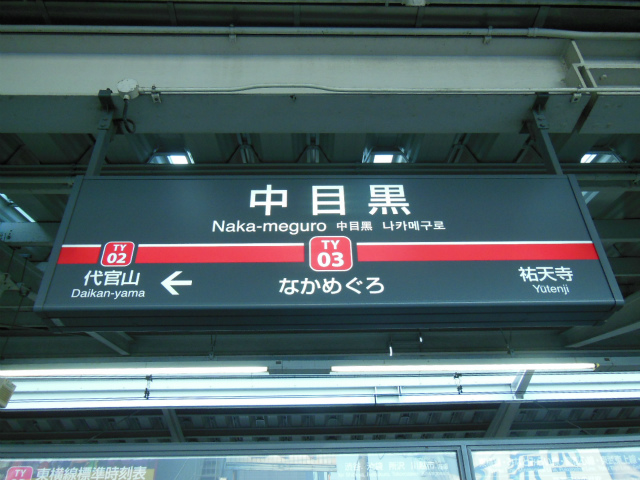 中目黒
Naka-meguro 中目黒 나카메구로
TY 02
TY 03
代官山 ←
Daikan-yama
なかめぐろ
祐天寺
Yūtenji
TY 東横線標準時刻表